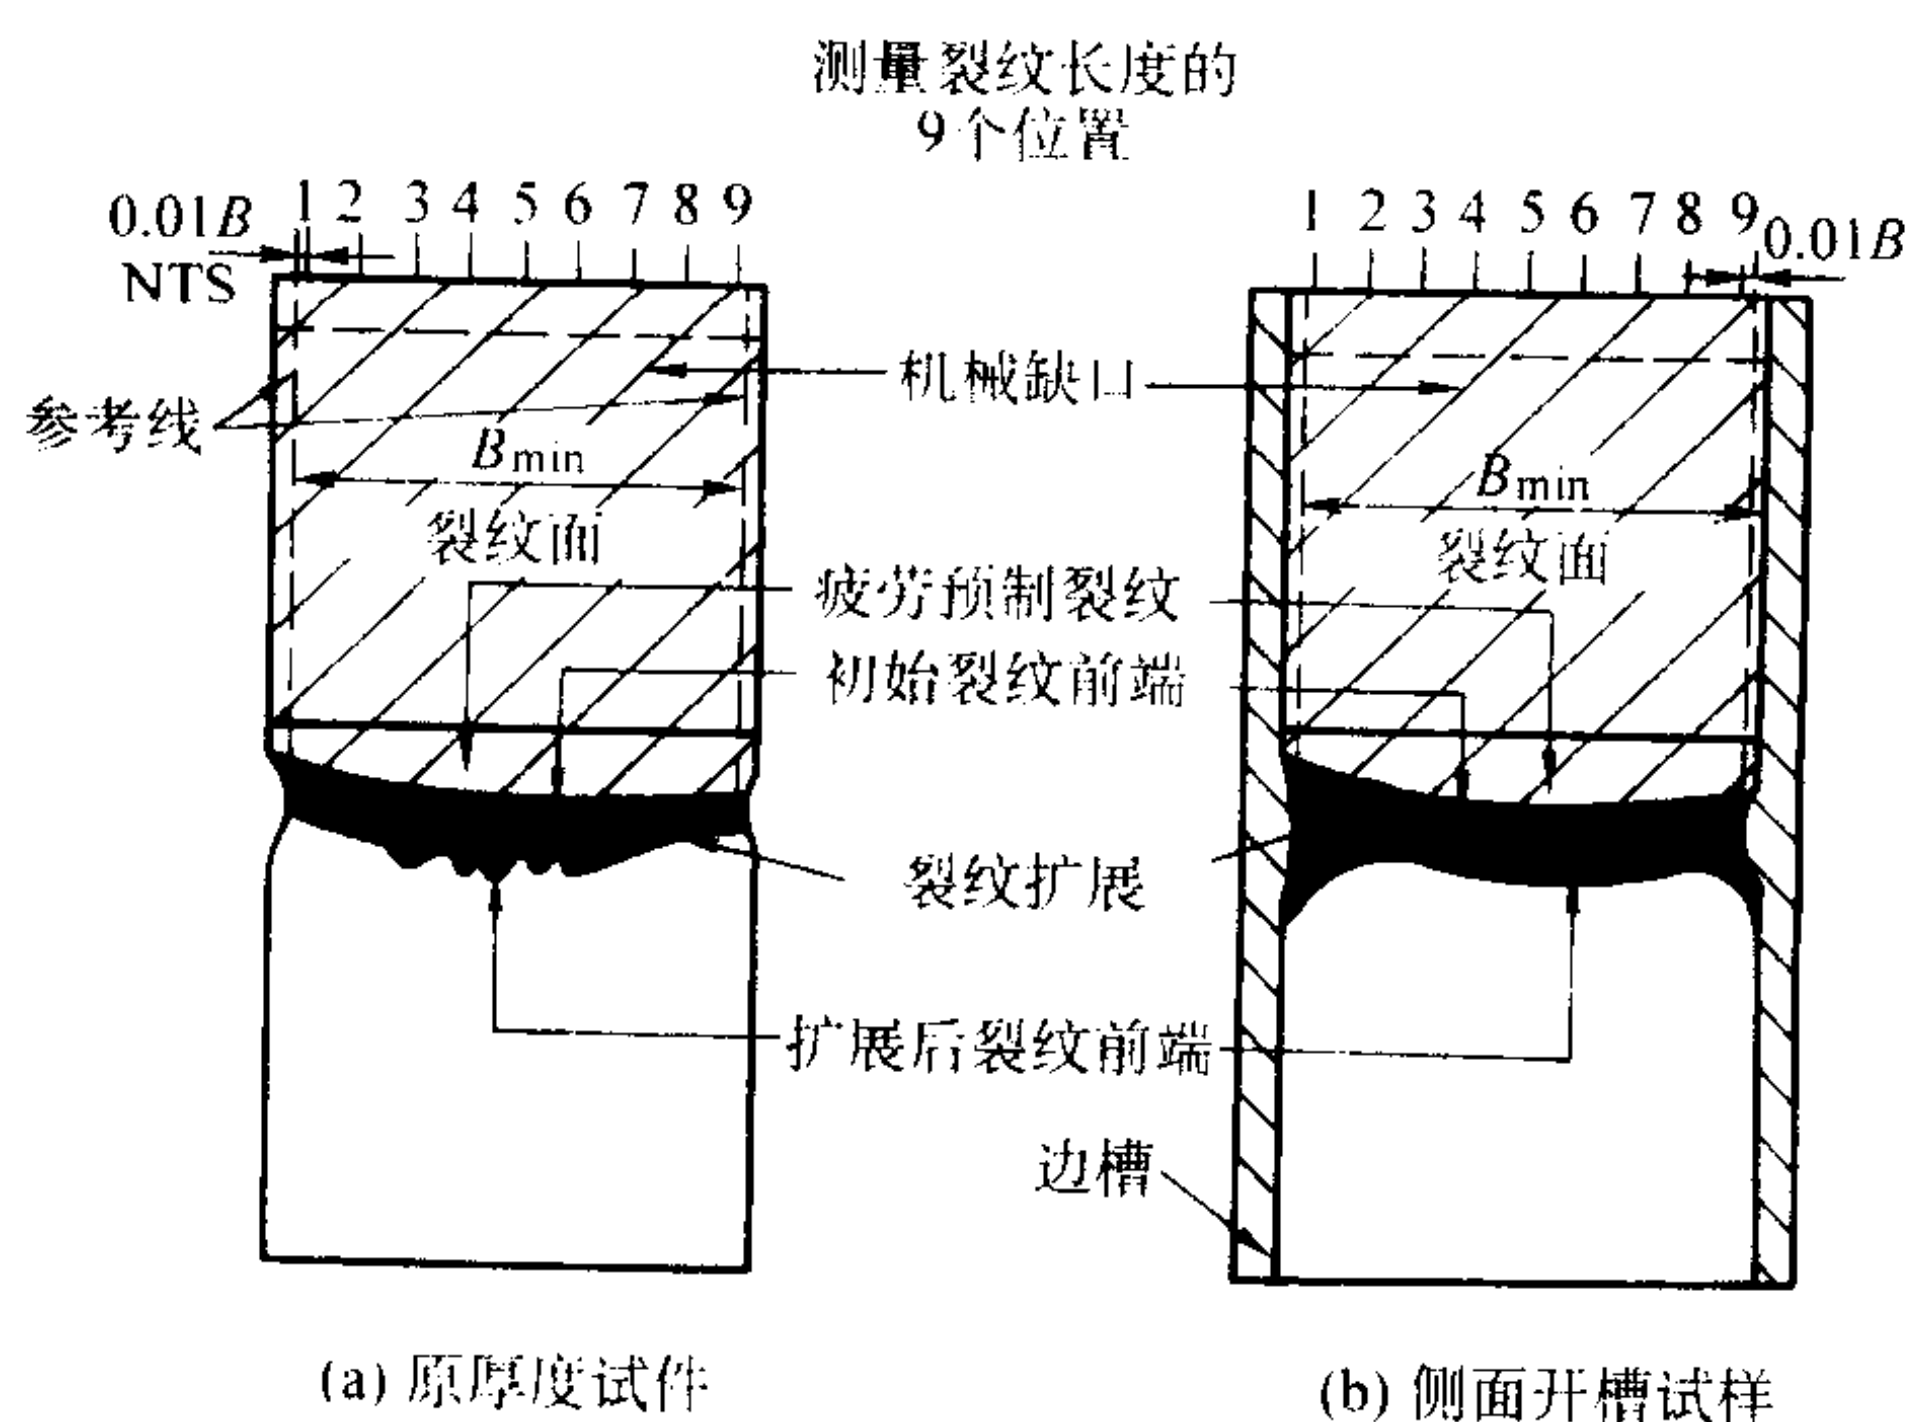 测量裂纹长度的
9个位置
0.01B 1 2 3 4 5 6 7 8 9
NTS
1 2 3 4 5 6 7 8 9 0.01B
机械缺口
参考线
Bmin
裂纹面
Bmin
裂纹面
疲劳预制裂纹
初始裂纹前端
裂纹扩展
扩展后裂纹前端
边槽
(a) 原厚度试件
(b) 侧面开槽试样